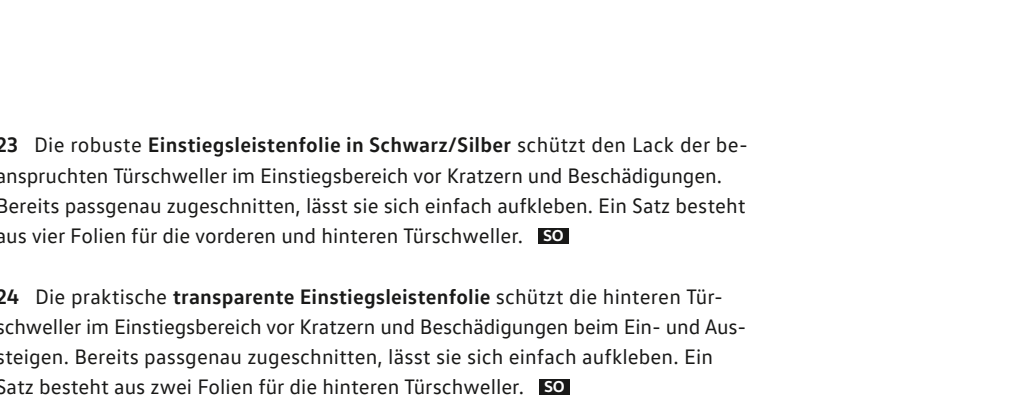 23 Die robuste Einstiegsleistenfolie in Schwarz/Silber schützt den Lack der be-
anspruchten Türschweller im Einstiegsbereich vor Kratzern und Beschädigungen.
Bereits passgenau zugeschnitten, lässt sie sich einfach aufkleben. Ein Satz besteht
aus vier Folien für die vorderen und hinteren Türschweller. SO
24 Die praktische transparente Einstiegsleistenfolie schützt die hinteren Tür-
schweller im Einstiegsbereich vor Kratzern und Beschädigungen beim Ein- und Aus-
steigen. Bereits passgenau zugeschnitten, lässt sie sich einfach aufkleben. Ein
Satz besteht aus zwei Folien für die hinteren Türschweller. SO